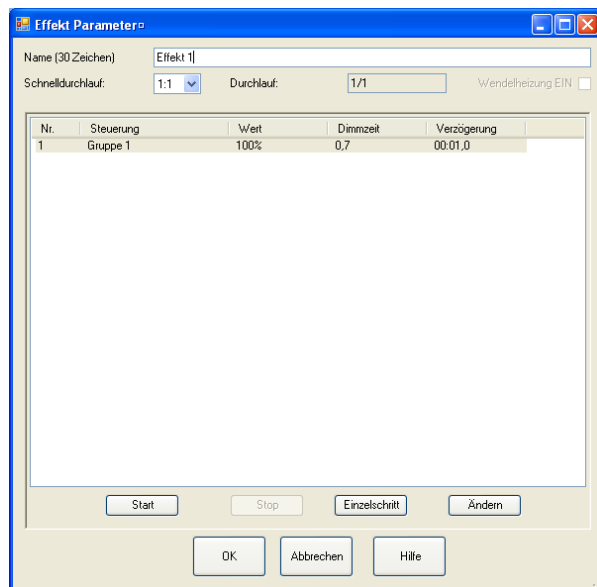 Effekt Parameter¤
Name (30 Zeichen) Effekt 1
Schnelldurchlauf: 1:1 Durchlauf: 1/1 Wendelheizung EIN
Nr. Steuerung Wert Dimmzeit Verzögerung
1 Gruppe 1 100% 0,7 00:01,0
Start Stop Einzelschritt Ändern
OK Abbrechen Hilfe